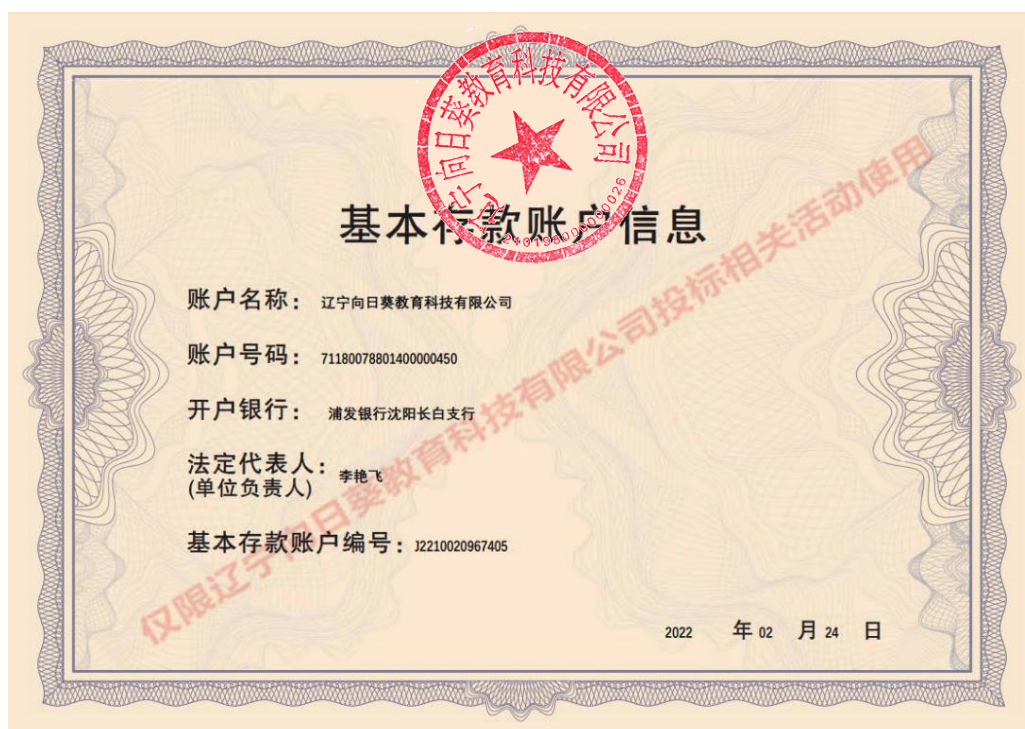 辽宁向日葵教育科技有限公司
基本存款账户信息
账户名称： 辽宁向日葵教育科技有限公司
账户号码： 71180078801400000450
开户银行： 浦发银行沈阳长白支行
法定代表人：李艳飞
(单位负责人)
基本存款账户编号：J2210020967405
2022 年 02 月 24 日
仅限辽宁向日葵教育科技有限公司投标相关活动使用